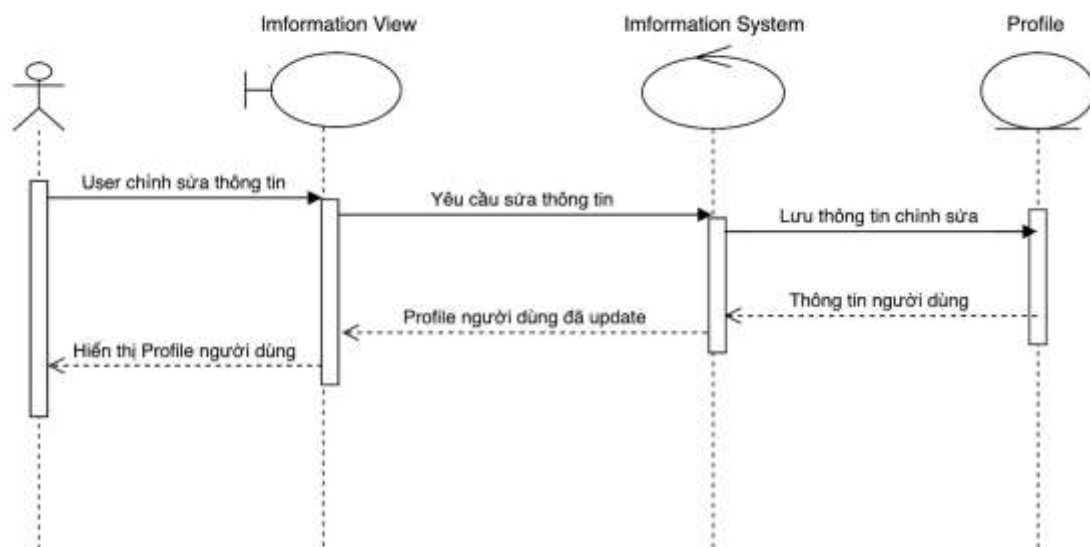 Imformation View
Imformation System
Profile
User chỉnh sửa thông tin
Yêu cầu sửa thông tin
Lưu thông tin chỉnh sửa
Thông tin người dùng
Profile người dùng đã update
Hiển thị Profile người dùng